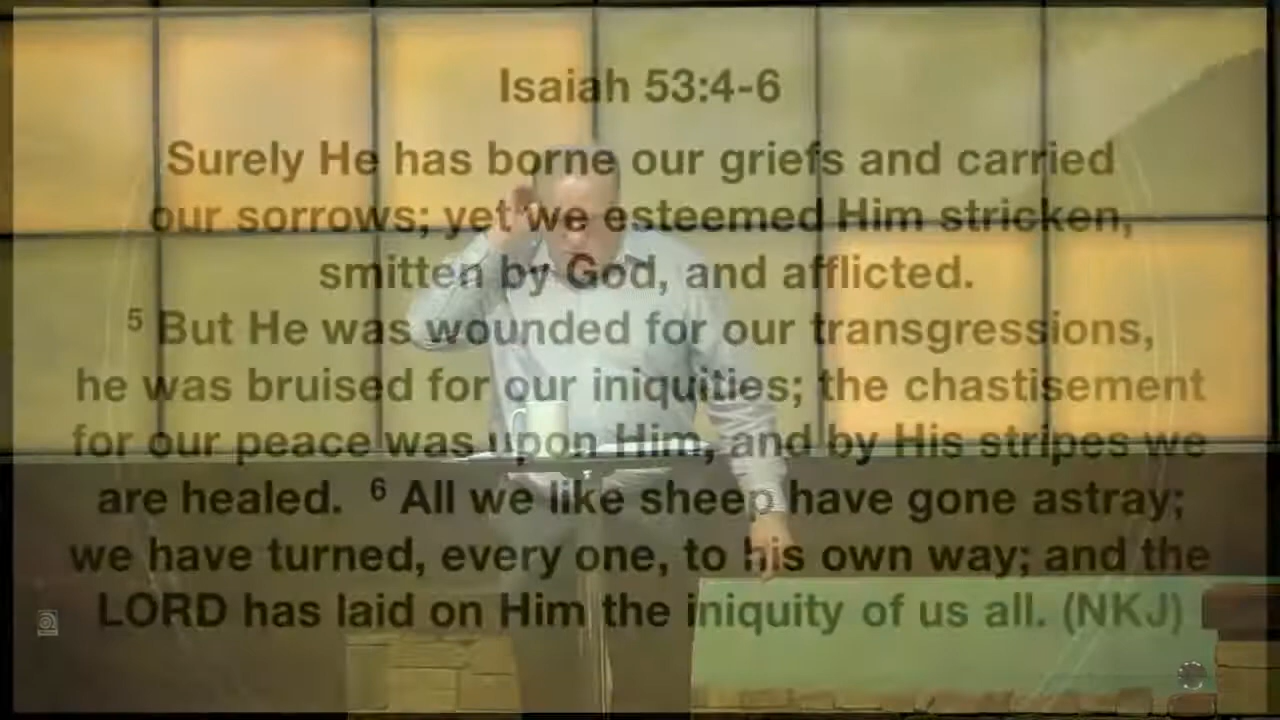 Isaiah 53:4-6
Surely He has borne our griefs and carried
our sorrows; yet we esteemed Him stricken,
smitten by God, and afflicted.
5 But He was wounded for our transgressions,
he was bruised for our iniquities; the chastisement
for our peace was upon Him, and by His stripes we
are healed. 6 All we like sheep have gone astray;
we have turned, every one, to his own way; and the
LORD has laid on Him the iniquity of us all. (NKJ)